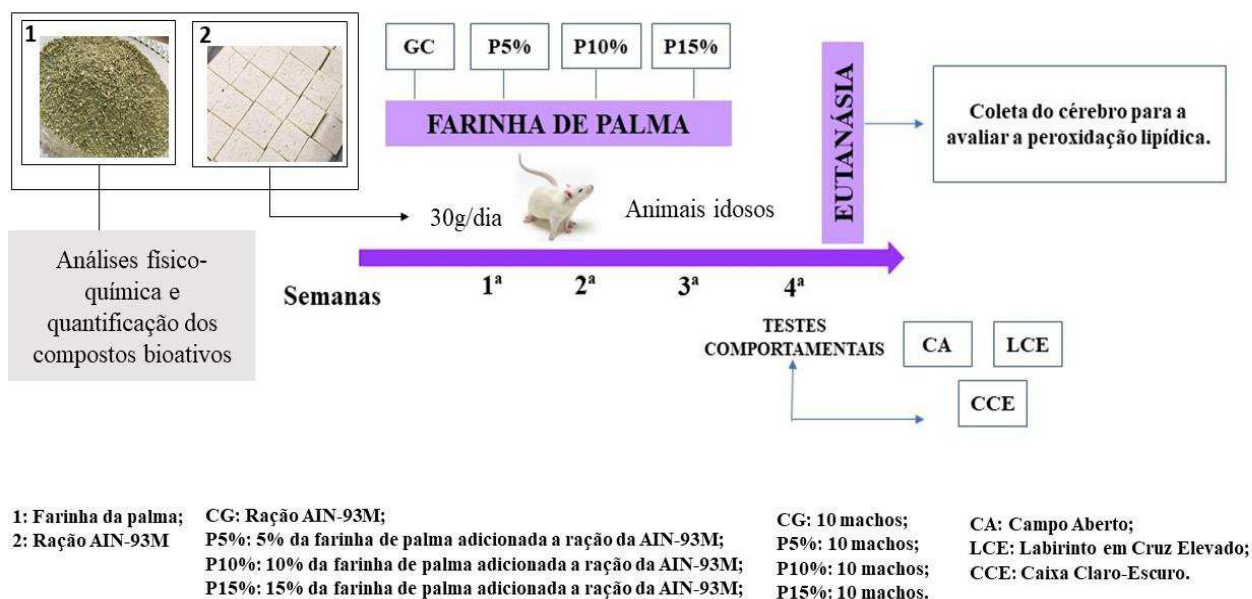 1
2
GC
P5%
P10%
P15%
FARINHA DE PALMA
EUTANÁSIA
Coleta do cérebro para a
avaliar a peroxidação lipídica.
30g/dia
Animais idosos
Análises físico-
química e
quantificação dos
compostos bioativos
Semanas
1ª
2ª
3ª
4ª
TESTES
COMPORTAMENTAIS
CA
LCE
CCE
1: Farinha da palma;
2: Ração AIN-93M
CG: Ração AIN-93M;
P5%: 5% da farinha de palma adicionada a ração da AIN-93M;
P10%: 10% da farinha de palma adicionada a ração da AIN-93M;
P15%: 15% da farinha de palma adicionada a ração da AIN-93M;
CG: 10 machos;
P5%: 10 machos;
P10%: 10 machos;
P15%: 10 machos.
CA: Campo Aberto;
LCE: Labirinto em Cruz Elevado;
CCE: Caixa Claro-Escuro.